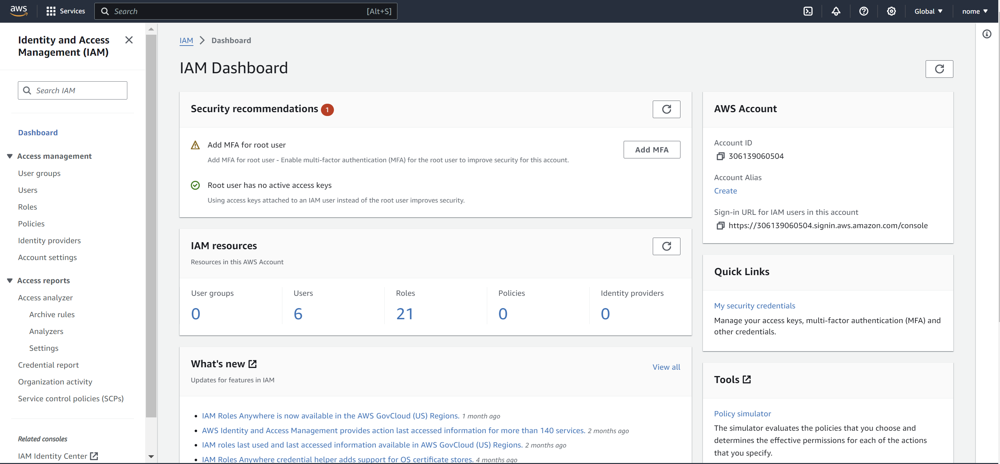 aws
Services
Search
[Alt+S]
Global
nome
Identity and Access
Management (IAM)
Search IAM
Dashboard
Access management
User groups
Users
Roles
Policies
Identity providers
Account settings
Access reports
Access analyzer
Archive rules
Analyzers
Settings
Credential report
Organization activity
Service control policies (SCPs)
Related consoles
IAM Identity Center
IAM
Dashboard
IAM Dashboard
Security recommendations 1
Add MFA for root user
Add MFA for root user - Enable multi-factor authentication (MFA) for the root user to improve security for this account.
Add MFA
Root user has no active access keys
Using access keys attached to an IAM user instead of the root user improves security.
IAM resources
Resources in this AWS Account
User groups
0
Users
6
Roles
21
Policies
0
Identity providers
0
What's new
View all
Updates for features in IAM
IAM Roles Anywhere is now available in the AWS GovCloud (US) Regions. 1 month ago
AWS Identity and Access Management provides action last accessed information for more than 140 services. 2 months ago
IAM roles last used and last accessed information available in AWS GovCloud (US) Regions. 2 months ago
IAM Roles Anywhere credential helper adds support for OS certificate stores. 4 months ago
AWS Account
Account ID
306139060504
Account Alias
Create
Sign-in URL for IAM users in this account
https://306139060504.signin.aws.amazon.com/console
Quick Links
My security credentials
Manage your access keys, multi-factor authentication (MFA) and
other credentials.
Tools
Policy simulator
The simulator evaluates the policies that you choose and
determines the effective permissions for each of the actions
that you specify.